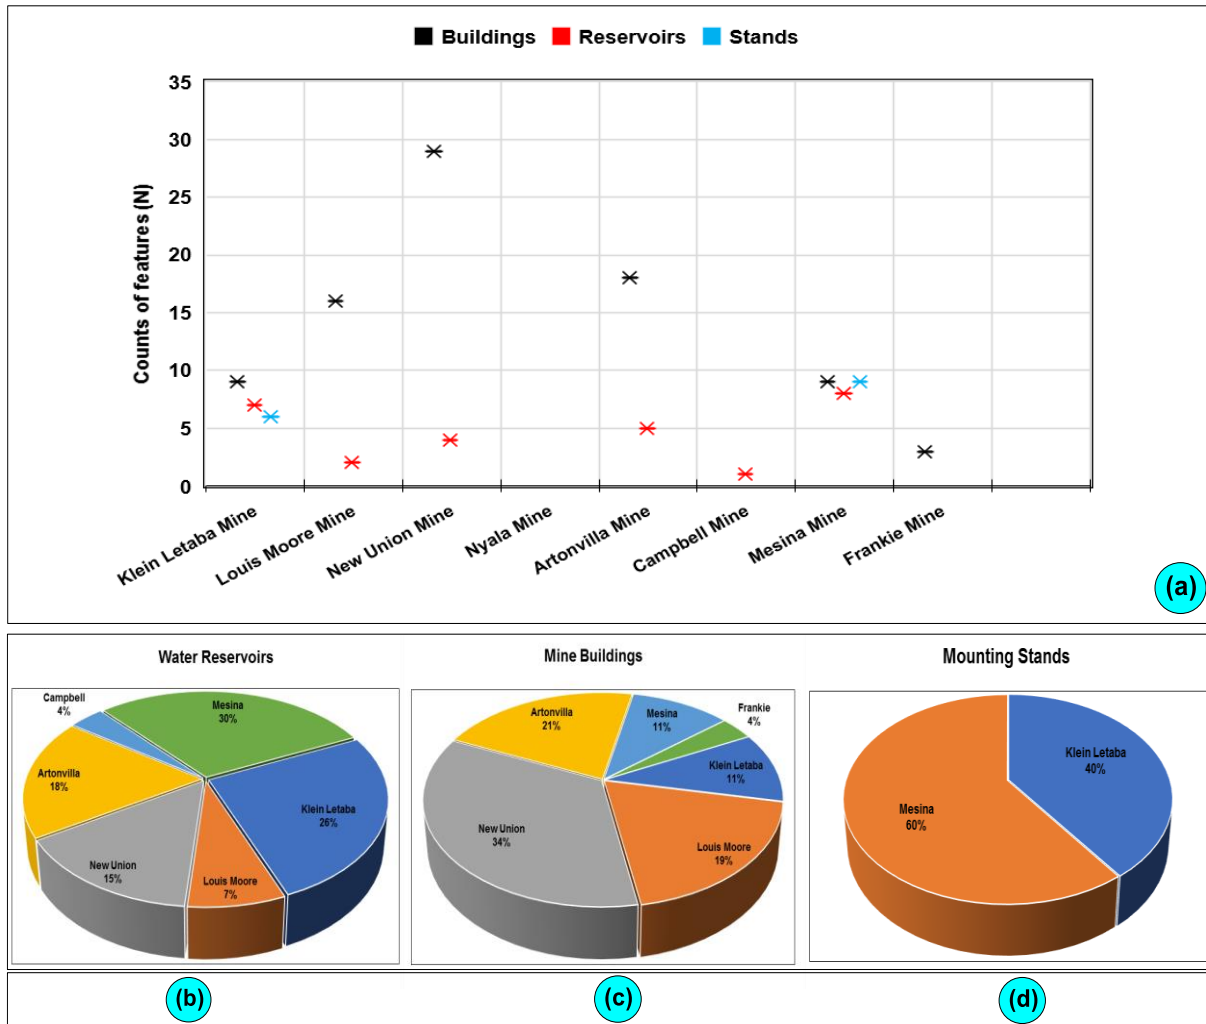 Buildings Reservoirs Stands
Counts of features (N)
35
30
25
20
15
10
5
0
Klein Letaba Mine
Louis Moore Mine
New Union Mine
Nyala Mine
Artonvilla Mine
Campbell Mine
Mesina Mine
Frankie Mine
(a)
Water Reservoirs
Campbell
4%
Mesina
30%
Artonvilla
18%
Klein Letaba
26%
New Union
15%
Louis Moore
7%
(b)
Mine Buildings
Artonvilla
21%
Mesina
11%
Frankie
4%
Klein Letaba
11%
New Union
34%
Louis Moore
19%
(c)
Mounting Stands
Klein Letaba
40%
Mesina
60%
(d)